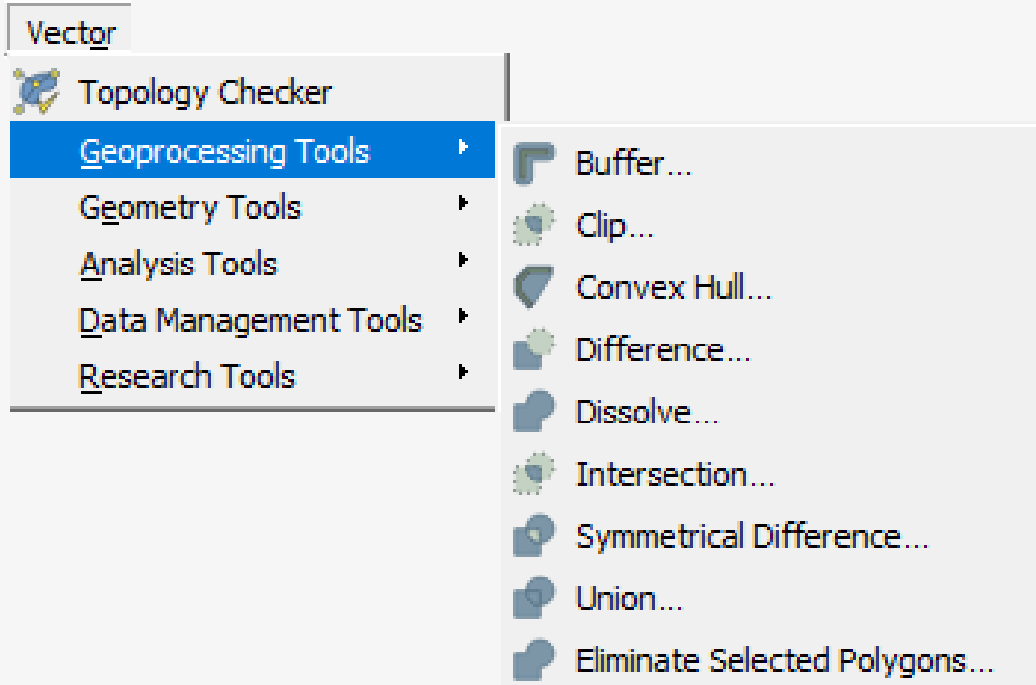 Vector
Topology Checker
Geoprocessing Tools
Geometry Tools
Analysis Tools
Data Management Tools
Research Tools
Buffer...
Clip...
Convex Hull...
Difference...
Dissolve...
Intersection...
Symmetrical Difference...
Union...
Eliminate Selected Polygons...